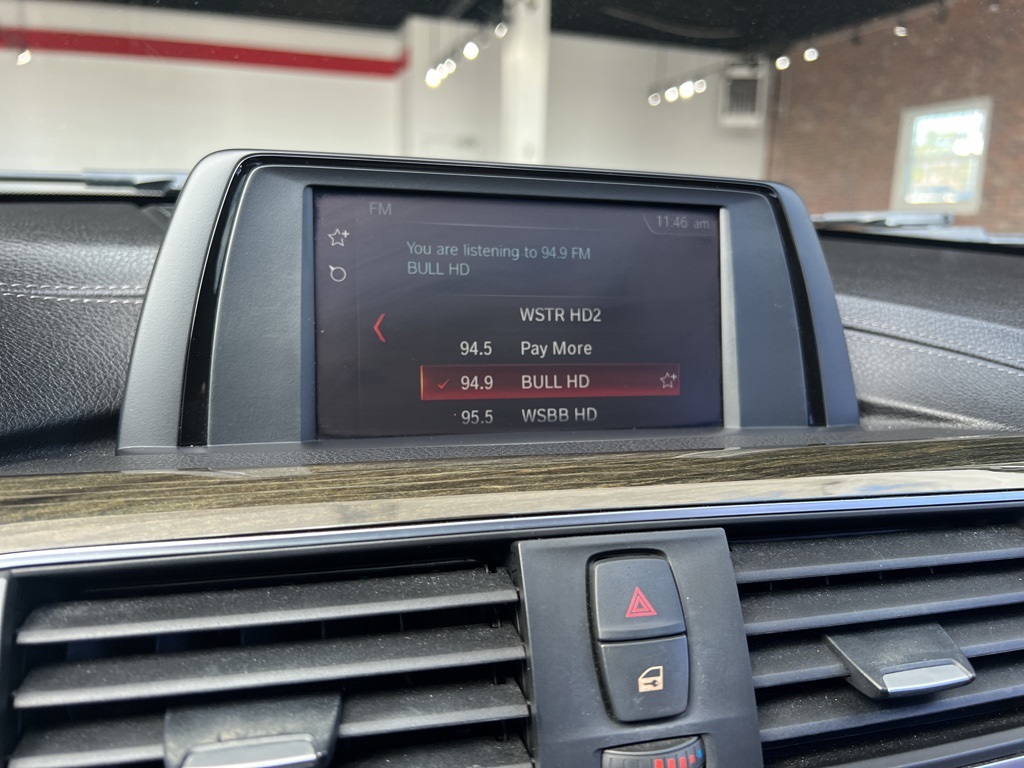 FM
11:46 am
You are listening to 94.9 FM
BULL HD
WSTR HD2
94.5 Pay More
94.9 BULL HD
95.5 WSBB HD